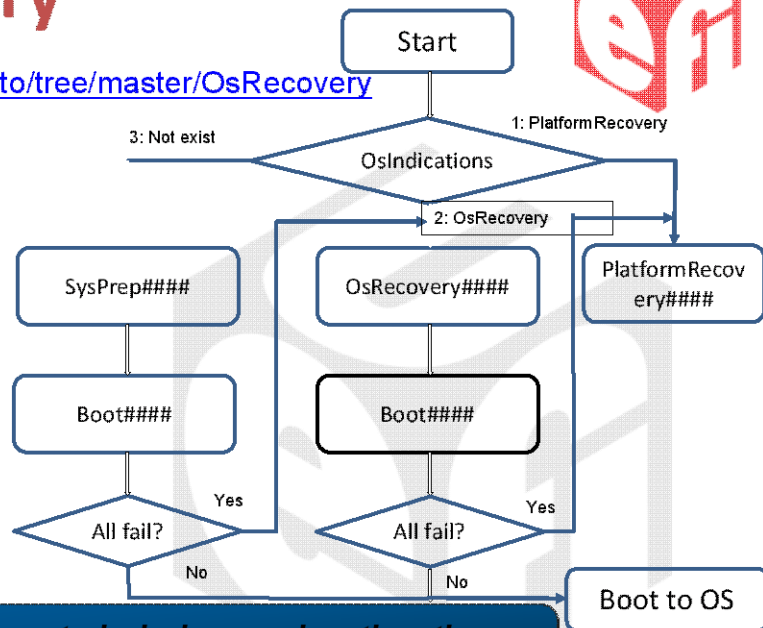 ry
to/tree/master/OsRecovery
Start
3: Not exist
1: PlatformRecovery
OsIndications
2: OsRecovery
SysPrep####
OsRecovery####
PlatformRecov
ery####
Boot####
Boot####
All fail?
Yes
All fail?
Yes
No
No
Boot to OS